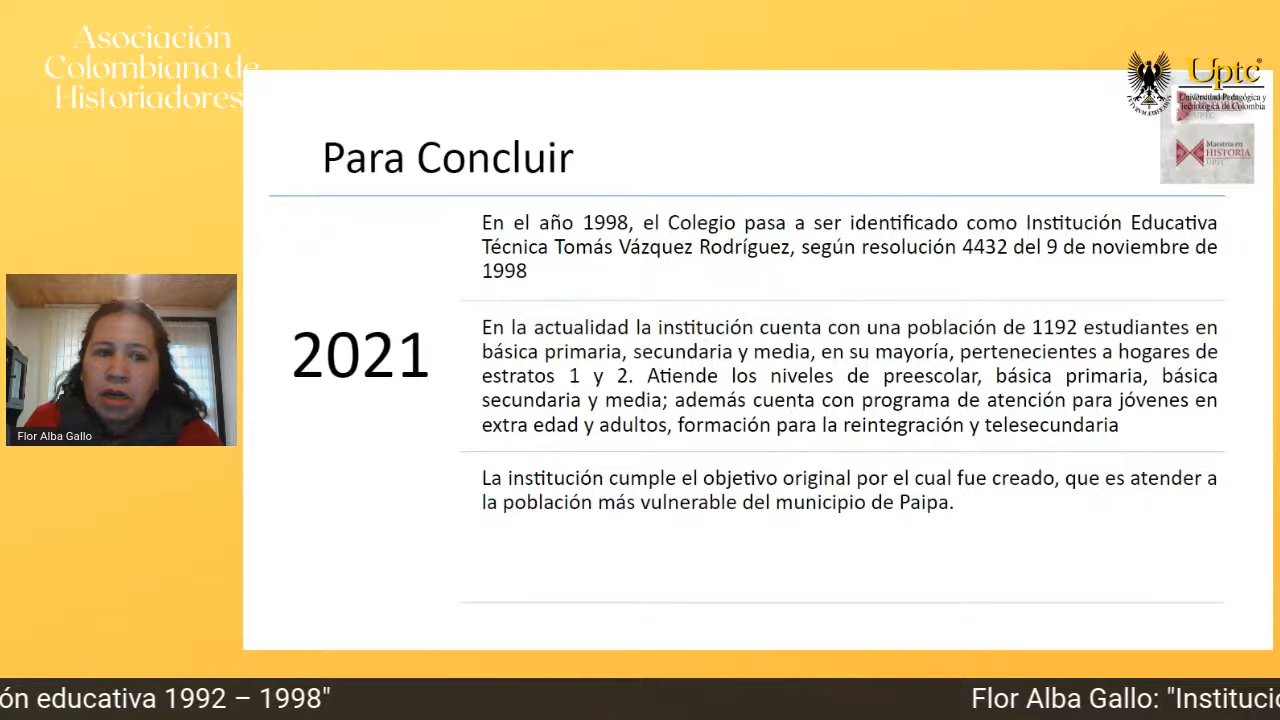 Asociación
Colombiana de
Historiadores
Uptc
Universidad Pedagógica y
Tecnológica de Colombia
Maestría en
HISTORIA
UPTC
Para Concluir
En el año 1998, el Colegio pasa a ser identificado como Institución Educativa
Técnica Tomás Vázquez Rodríguez, según resolución 4432 del 9 de noviembre de
1998
2021
En la actualidad la institución cuenta con una población de 1192 estudiantes en
básica primaria, secundaria y media, en su mayoría, pertenecientes a hogares de
estratos 1 y 2. Atiende los niveles de preescolar, básica primaria, básica
secundaria y media; además cuenta con programa de atención para jóvenes en
extra edad y adultos, formación para la reintegración y telesecundaria
La institución cumple el objetivo original por el cual fue creado, que es atender a
la población más vulnerable del municipio de Paipa.
Flor Alba Gallo
ón educativa 1992 – 1998" Flor Alba Gallo: "Institució